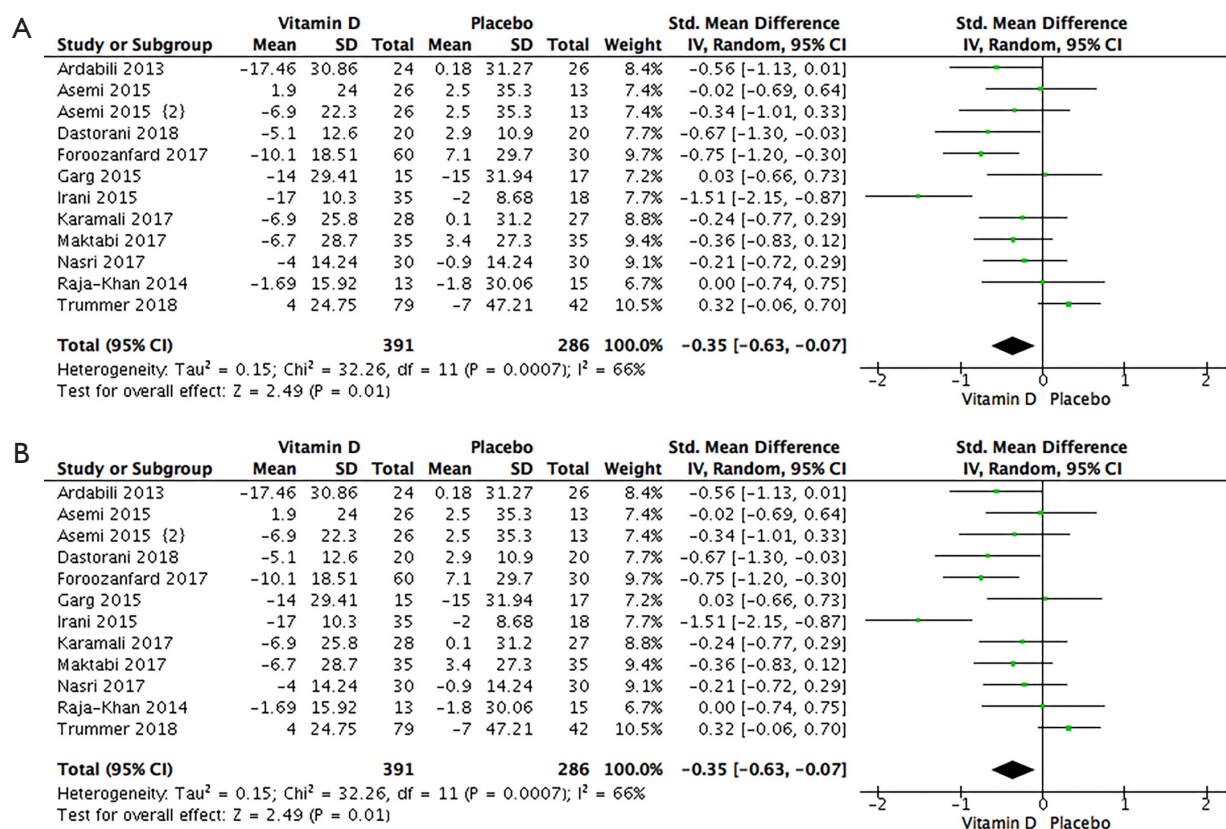 A
Vitamin D Placebo Std. Mean Difference Std. Mean Difference
Study or Subgroup Mean SD Total Mean SD Total Weight IV, Random, 95% CI IV, Random, 95% CI
Ardabili 2013 −17.46 30.86 24 0.18 31.27 26 8.4% −0.56 [−1.13, 0.01]
Asemi 2015 1.9 24 26 2.5 35.3 13 7.4% −0.02 [−0.69, 0.64]
Asemi 2015 {2} −6.9 22.3 26 2.5 35.3 13 7.4% −0.34 [−1.01, 0.33]
Dastorani 2018 −5.1 12.6 20 2.9 10.9 20 7.7% −0.67 [−1.30, −0.03]
Foroozanfard 2017 −10.1 18.51 60 7.1 29.7 30 9.7% −0.75 [−1.20, −0.30]
Garg 2015 −14 29.41 15 −15 31.94 17 7.2% 0.03 [−0.66, 0.73]
Irani 2015 −17 10.3 35 −2 8.68 18 7.7% −1.51 [−2.15, −0.87]
Karamali 2017 −6.9 25.8 28 0.1 31.2 27 8.8% −0.24 [−0.77, 0.29]
Maktabi 2017 −6.7 28.7 35 3.4 27.3 35 9.4% −0.36 [−0.83, 0.12]
Nasri 2017 −4 14.24 30 −0.9 14.24 30 9.1% −0.21 [−0.72, 0.29]
Raja−Khan 2014 −1.69 15.92 13 −1.8 30.06 15 6.8% 0.00 [−0.74, 0.75]
Trummer 2018 4 24.75 79 −7 47.21 42 10.5% 0.32 [−0.06, 0.70]
Total (95% CI) 391 286 100.0% −0.35 [−0.63, −0.07]
Heterogeneity: Tau² = 0.15; Chi² = 32.26, df = 11 (P = 0.0007); I² = 66%
Test for overall effect: Z = 2.49 (P = 0.01)
−2 −1 0 1 2
Vitamin D Placebo
B
Vitamin D Placebo Std. Mean Difference Std. Mean Difference
Study or Subgroup Mean SD Total Mean SD Total Weight IV, Random, 95% CI IV, Random, 95% CI
Ardabili 2013 −17.46 30.86 24 0.18 31.27 26 8.4% −0.56 [−1.13, 0.01]
Asemi 2015 1.9 24 26 2.5 35.3 13 7.4% −0.02 [−0.69, 0.64]
Asemi 2015 {2} −6.9 22.3 26 2.5 35.3 13 7.4% −0.34 [−1.01, 0.33]
Dastorani 2018 −5.1 12.6 20 2.9 10.9 20 7.7% −0.67 [−1.30, −0.03]
Foroozanfard 2017 −10.1 18.51 60 7.1 29.7 30 9.7% −0.75 [−1.20, −0.30]
Garg 2015 −14 29.41 15 −15 31.94 17 7.2% 0.03 [−0.66, 0.73]
Irani 2015 −17 10.3 35 −2 8.68 18 7.7% −1.51 [−2.15, −0.87]
Karamali 2017 −6.9 25.8 28 0.1 31.2 27 8.8% −0.24 [−0.77, 0.29]
Maktabi 2017 −6.7 28.7 35 3.4 27.3 35 9.4% −0.36 [−0.83, 0.12]
Nasri 2017 −4 14.24 30 −0.9 14.24 30 9.1% −0.21 [−0.72, 0.29]
Raja−Khan 2014 −1.69 15.92 13 −1.8 30.06 15 6.8% 0.00 [−0.74, 0.75]
Trummer 2018 4 24.75 79 −7 47.21 42 10.5% 0.32 [−0.06, 0.70]
Total (95% CI) 391 286 100.0% −0.35 [−0.63, −0.07]
Heterogeneity: Tau² = 0.15; Chi² = 32.26, df = 11 (P = 0.0007); I² = 66%
Test for overall effect: Z = 2.49 (P = 0.01)
−2 −1 0 1 2
Vitamin D Placebo